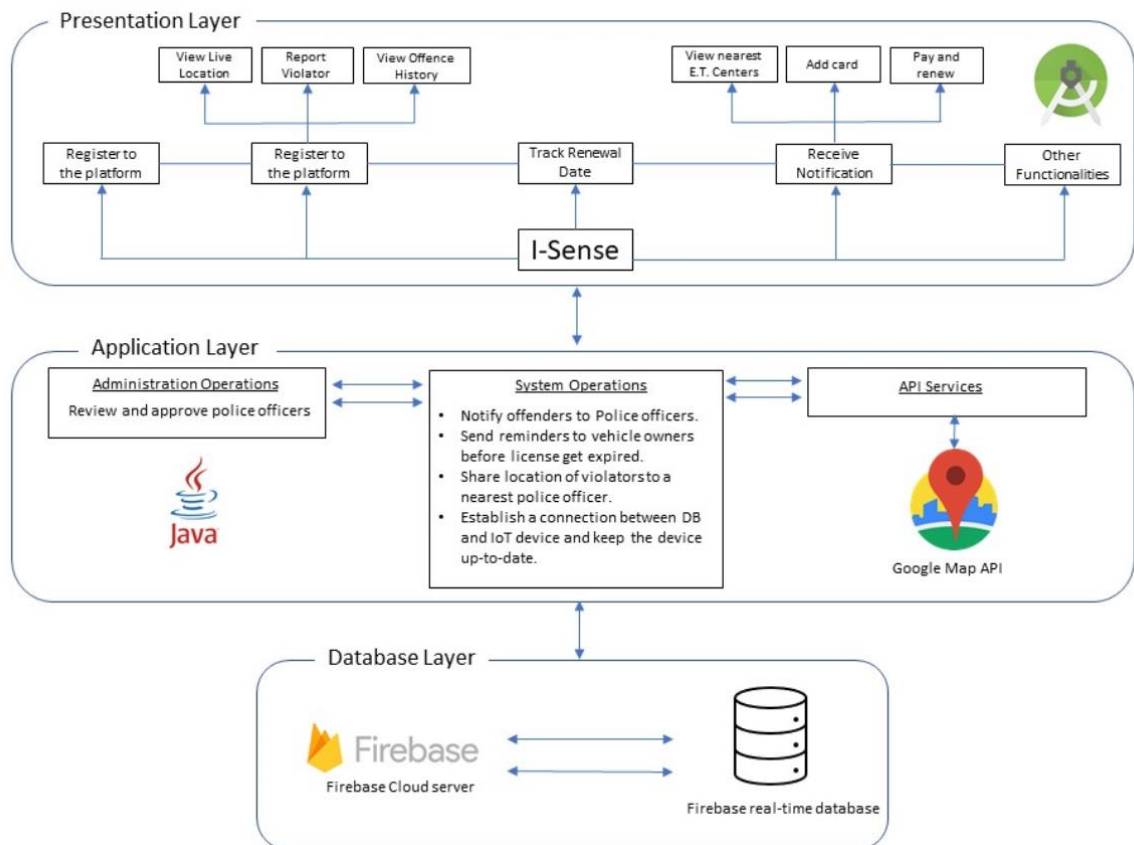 Presentation Layer
View Live
Location
Report
Violator
View Offence
History
View nearest
E.T. Centers
Add card
Pay and
renew
Register to
the platform
Register to
the platform
Track Renewal
Date
Receive
Notification
Other
Functionalities
I-Sense
Application Layer
Administration Operations
Review and approve police officers
System Operations
• Notify offenders to Police officers.
• Send reminders to vehicle owners
before license get expired.
• Share location of violators to a
nearest police officer.
• Establish a connection between DB
and IoT device and keep the device
up-to-date.
API Services
Java
Google Map API
Database Layer
Firebase
Firebase Cloud server
Firebase real-time database